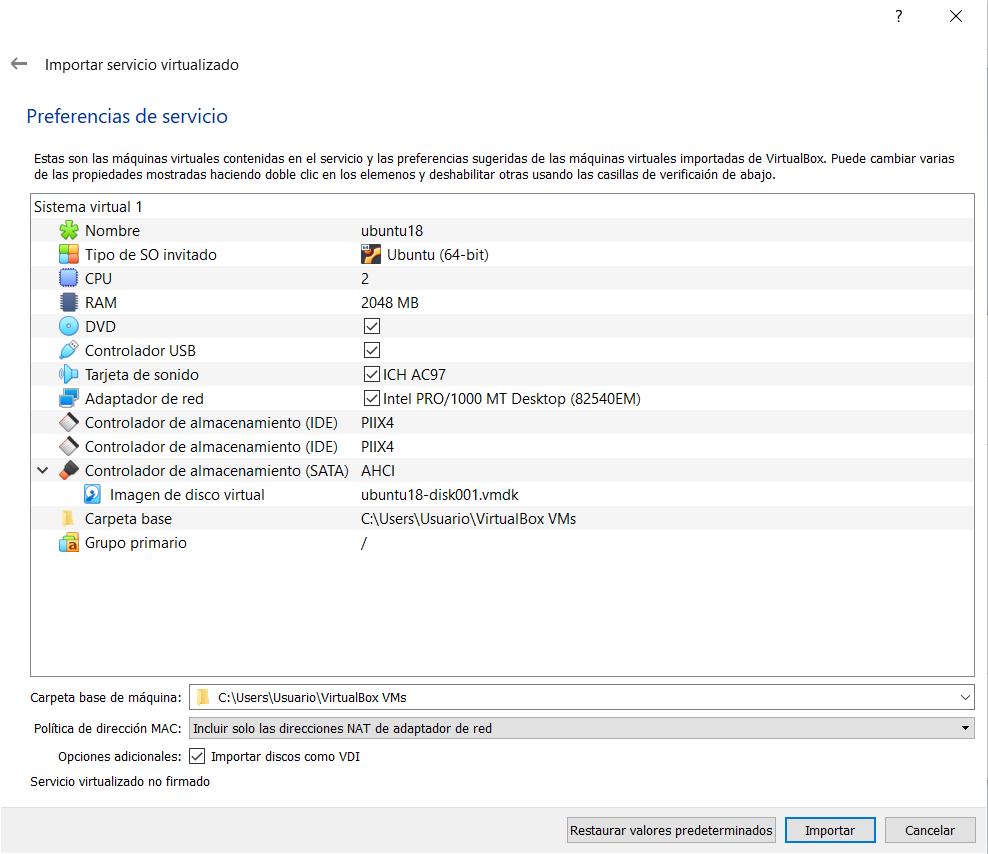 ?
Importar servicio virtualizado
Preferencias de servicio
Estas son las máquinas virtuales contenidas en el servicio y las preferencias sugeridas de las máquinas virtuales importadas de VirtualBox. Puede cambiar varias
de las propiedades mostradas haciendo doble clic en los elemenos y deshabilitar otras usando las casillas de verificaión de abajo.
Sistema virtual 1
Nombre ubuntu18
Tipo de SO invitado Ubuntu (64-bit)
CPU 2
RAM 2048 MB
DVD
Controlador USB
Tarjeta de sonido ICH AC97
Adaptador de red Intel PRO/1000 MT Desktop (82540EM)
Controlador de almacenamiento (IDE) PIIX4
Controlador de almacenamiento (IDE) PIIX4
Controlador de almacenamiento (SATA) AHCI
Imagen de disco virtual ubuntu18-disk001.vmdk
Carpeta base C:\Users\Usuario\VirtualBox VMs
Grupo primario /
Carpeta base de máquina: C:\Users\Usuario\VirtualBox VMs
Política de dirección MAC: Incluir solo las direcciones NAT de adaptador de red
Opciones adicionales: Importar discos como VDI
Servicio virtualizado no firmado
Restaurar valores predeterminados Importar Cancelar